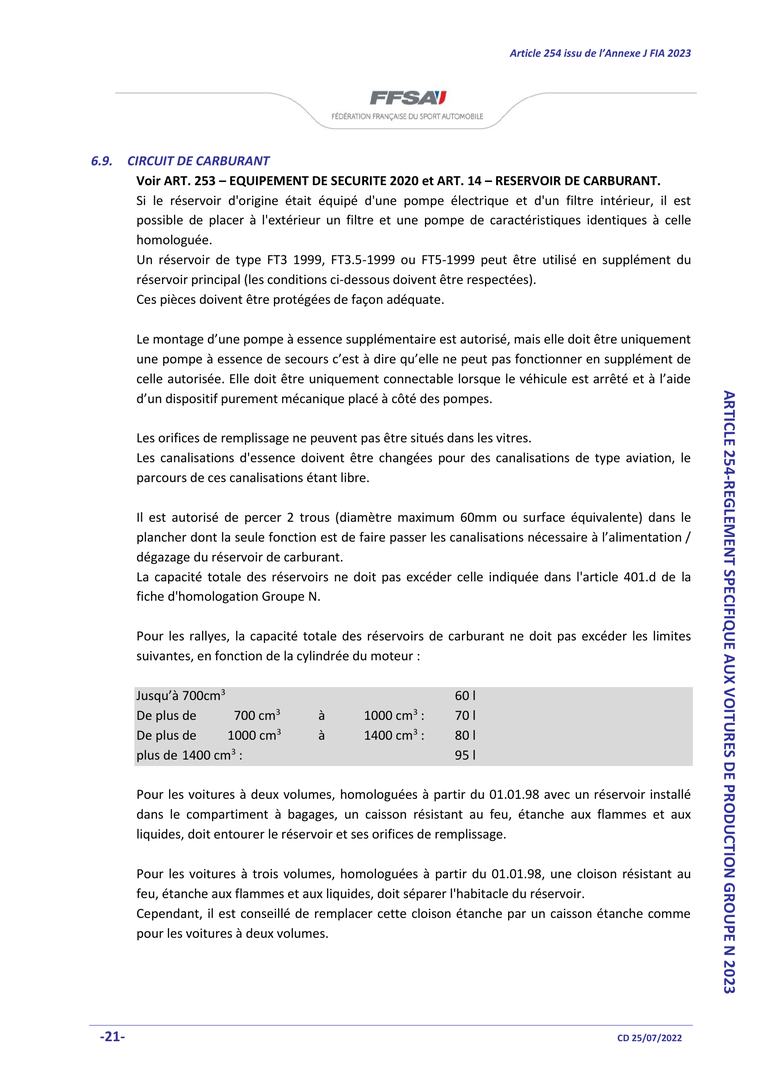 Article 254 issu de l’Annexe J FIA 2023
FFSA
FÉDÉRATION FRANÇAISE DU SPORT AUTOMOBILE
6.9. CIRCUIT DE CARBURANT
Voir ART. 253 – EQUIPEMENT DE SECURITE 2020 et ART. 14 – RESERVOIR DE CARBURANT.
Si le réservoir d'origine était équipé d'une pompe électrique et d'un filtre intérieur, il est
possible de placer à l'extérieur un filtre et une pompe de caractéristiques identiques à celle
homologuée.
Un réservoir de type FT3 1999, FT3.5-1999 ou FT5-1999 peut être utilisé en supplément du
réservoir principal (les conditions ci-dessous doivent être respectées).
Ces pièces doivent être protégées de façon adéquate.
Le montage d’une pompe à essence supplémentaire est autorisé, mais elle doit être uniquement
une pompe à essence de secours c’est à dire qu’elle ne peut pas fonctionner en supplément de
celle autorisée. Elle doit être uniquement connectable lorsque le véhicule est arrêté et à l’aide
d’un dispositif purement mécanique placé à côté des pompes.
Les orifices de remplissage ne peuvent pas être situés dans les vitres.
Les canalisations d'essence doivent être changées pour des canalisations de type aviation, le
parcours de ces canalisations étant libre.
Il est autorisé de percer 2 trous (diamètre maximum 60mm ou surface équivalente) dans le
plancher dont la seule fonction est de faire passer les canalisations nécessaire à l’alimentation /
dégazage du réservoir de carburant.
La capacité totale des réservoirs ne doit pas excéder celle indiquée dans l'article 401.d de la
fiche d'homologation Groupe N.
Pour les rallyes, la capacité totale des réservoirs de carburant ne doit pas excéder les limites
suivantes, en fonction de la cylindrée du moteur :
Jusqu’à 700cm³ 60 l
De plus de 700 cm³ à 1000 cm³ : 70 l
De plus de 1000 cm³ à 1400 cm³ : 80 l
plus de 1400 cm³ : 95 l
Pour les voitures à deux volumes, homologuées à partir du 01.01.98 avec un réservoir installé
dans le compartiment à bagages, un caisson résistant au feu, étanche aux flammes et aux
liquides, doit entourer le réservoir et ses orifices de remplissage.
Pour les voitures à trois volumes, homologuées à partir du 01.01.98, une cloison résistant au
feu, étanche aux flammes et aux liquides, doit séparer l'habitacle du réservoir.
Cependant, il est conseillé de remplacer cette cloison étanche par un caisson étanche comme
pour les voitures à deux volumes.
ARTICLE 254-REGLEMENT SPECIFIQUE AUX VOITURES DE PRODUCTION GROUPE N 2023
-21-
CD 25/07/2022